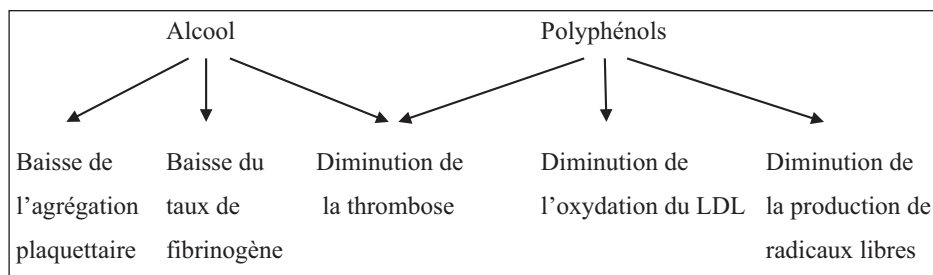 Alcool Polyphénols
Baisse de
l’agrégation
plaquettaire
Baisse du
taux de
fibrinogène
Diminution de
la thrombose
Diminution de
l’oxydation du LDL
Diminution de
la production de
radicaux libres